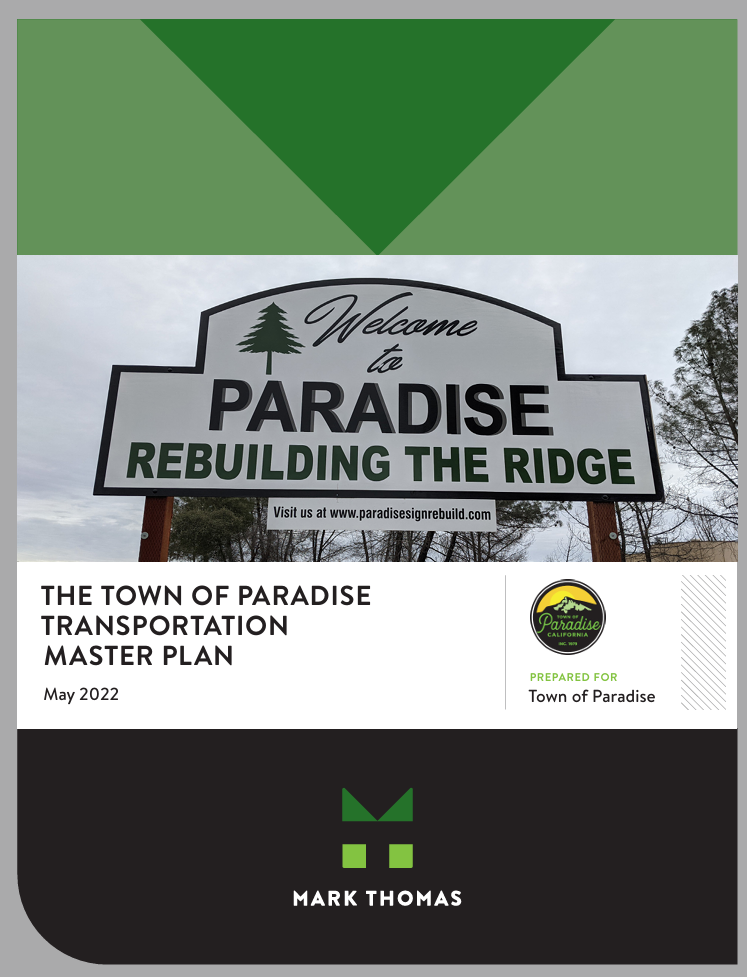 Welcome
to
PARADISE
REBUILDING THE RIDGE
Visit us at www.paradisesignrebuild.com
THE TOWN OF PARADISE
TRANSPORTATION
MASTER PLAN
May 2022
TOWN OF
Paradise
CALIFORNIA
INC. 1979
PREPARED FOR
Town of Paradise
MARK THOMAS